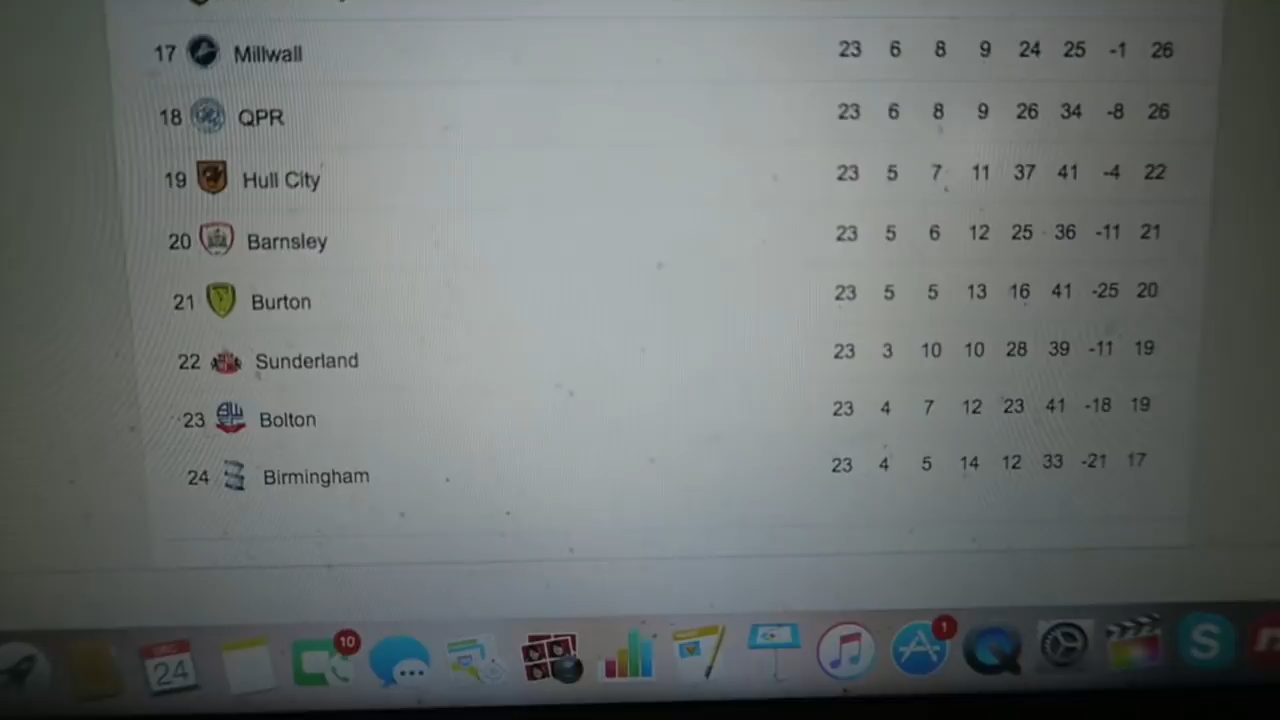 17 Millwall 23 6 8 9 24 25 -1 26
18 QPR 23 6 8 9 26 34 -8 26
19 Hull City 23 5 7 11 37 41 -4 22
20 Barnsley 23 5 6 12 25 36 -11 21
21 Burton 23 5 5 13 16 41 -25 20
22 Sunderland 23 3 10 10 28 39 -11 19
23 Bolton 23 4 7 12 23 41 -18 19
24 Birmingham 23 4 5 14 12 33 -21 17
10
1
24
S